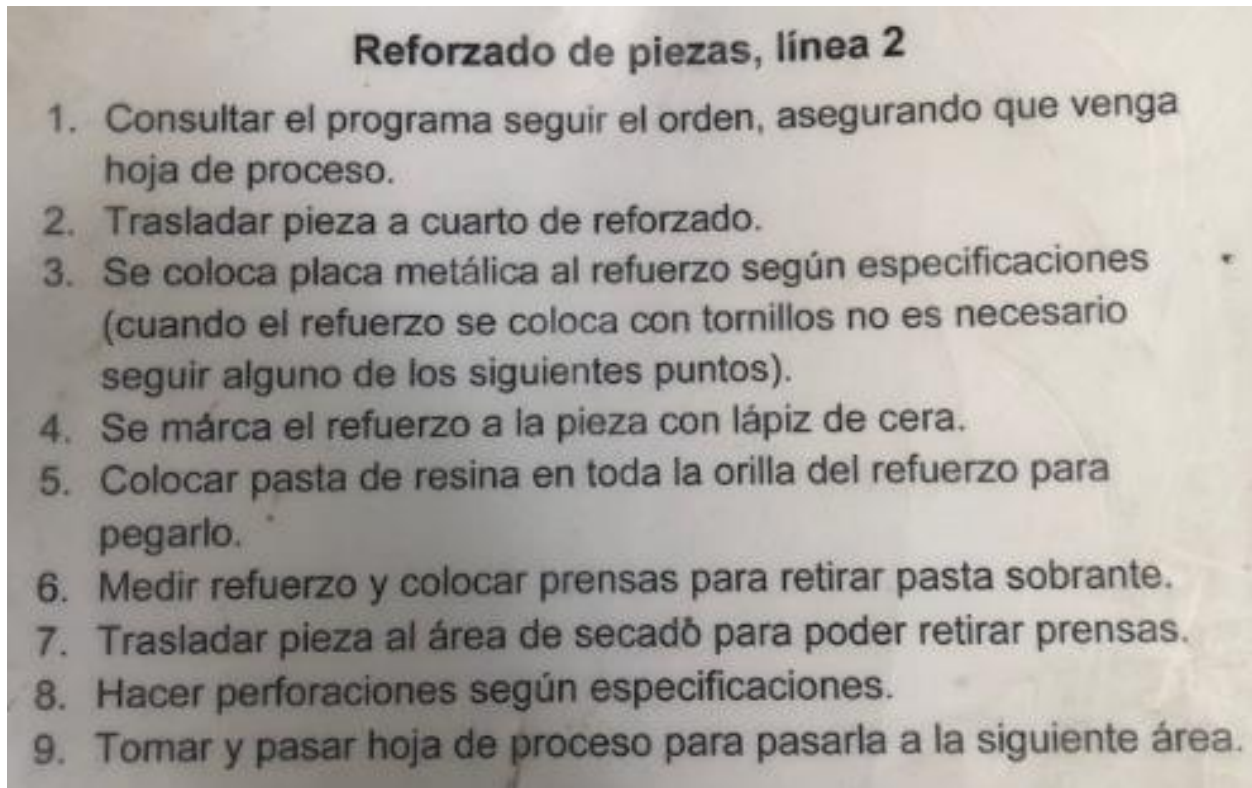 Reforzado de piezas, línea 2
1. Consultar el programa seguir el orden, asegurando que venga
hoja de proceso.
2. Trasladar pieza a cuarto de reforzado.
3. Se coloca placa metálica al refuerzo según especificaciones
(cuando el refuerzo se coloca con tornillos no es necesario
seguir alguno de los siguientes puntos).
4. Se márca el refuerzo a la pieza con lápiz de cera.
5. Colocar pasta de resina en toda la orilla del refuerzo para
pegarlo.
6. Medir refuerzo y colocar prensas para retirar pasta sobrante.
7. Trasladar pieza al área de secado para poder retirar prensas.
8. Hacer perforaciones según especificaciones.
9. Tomar y pasar hoja de proceso para pasarla a la siguiente área.